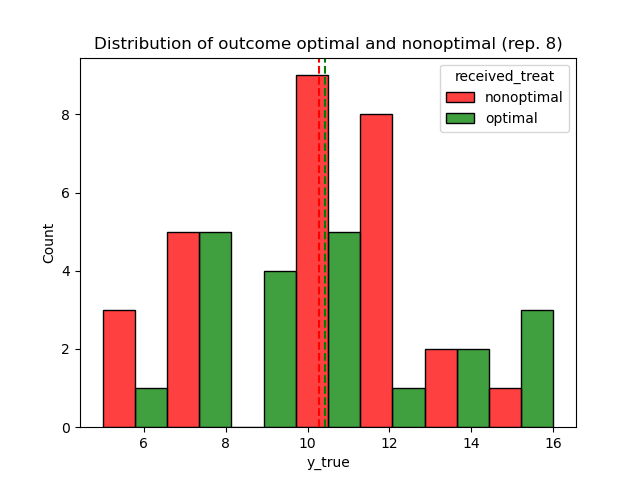 Distribution of outcome optimal and nonoptimal (rep. 8)
received_treat
nonoptimal
optimal
Count
8
6
4
2
0
6 8 10 12 14 16
y_true